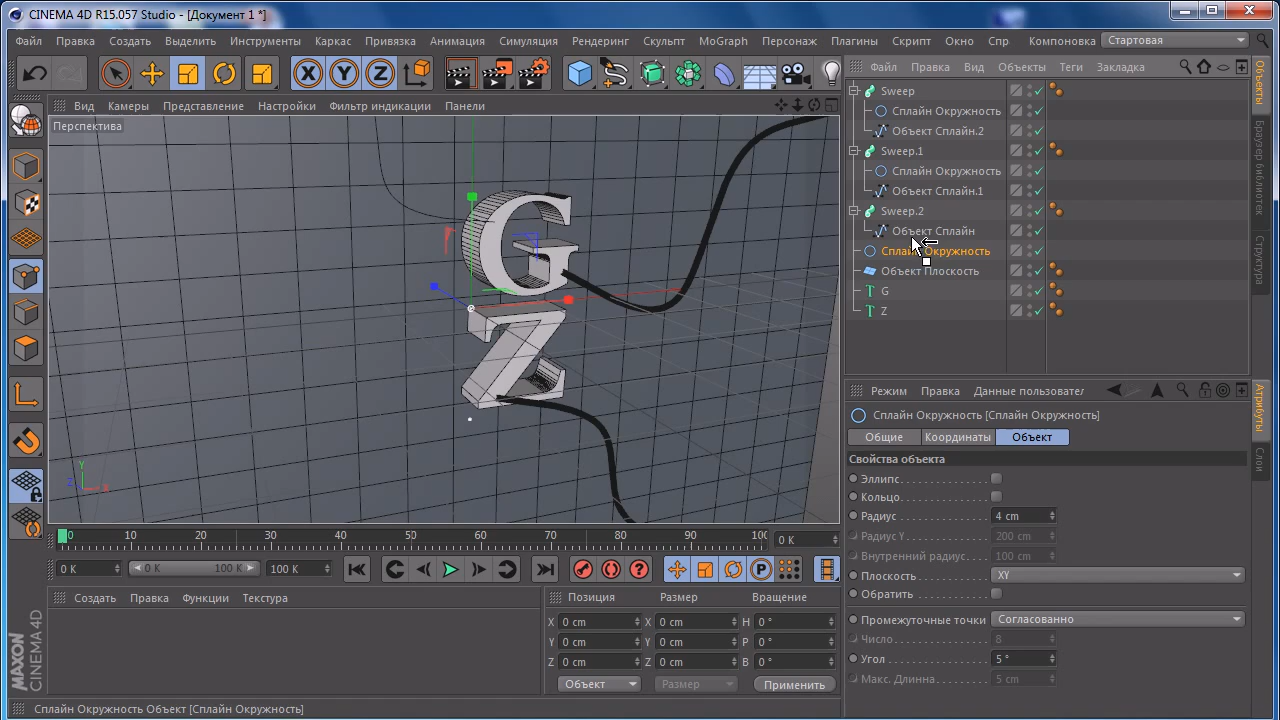 CINEMA 4D R15.057 Studio - [Документ 1 *]
Файл Правка Создать Выделить Инструменты Каркас Привязка Анимация Симуляция Рендеринг Скульпт MoGraph Персонаж Плагины Скрипт Окно Спр Компоновка Стартовая
X Y Z
Файл Правка Вид Объекты Теги Закладка
Вид Камеры Представление Настройки Фильтр индикации Панели
Перспектива
Sweep
Сплайн Окружность
Объект Сплайн.2
Sweep.1
Сплайн Окружность
Объект Сплайн.1
Sweep.2
Объект Сплайн
Сплайн Окружность
Объект Плоскость
G
Z
Объекты
Браузер библиотек
Структура
G
Z
Y
Z X
Режим Правка Данные пользовател
Сплайн Окружность [Сплайн Окружность]
Общие Координаты Объект
Свойства объекта
Эллипс
Кольцо
Радиус 4 cm
Радиус Y 200 cm
Внутренний радиус 100 cm
Плоскость XY
Обратить
Промежуточные точки Согласованно
Число 8
Угол 5 °
Макс. Длинна 5 cm
Атрибуты
Слои
0 10 20 30 40 50 60 70 80 90 100 0 K
0 K 0 K 100 K 100 K P
Создать Правка Функции Текстура
Позиция Размер Вращение
X 0 cm X 0 cm H 0 °
Y 0 cm Y 0 cm P 0 °
Z 0 cm Z 0 cm B 0 °
Объект Размер Применить
MAXON
CINEMA 4D
Сплайн Окружность Объект [Сплайн Окружность]